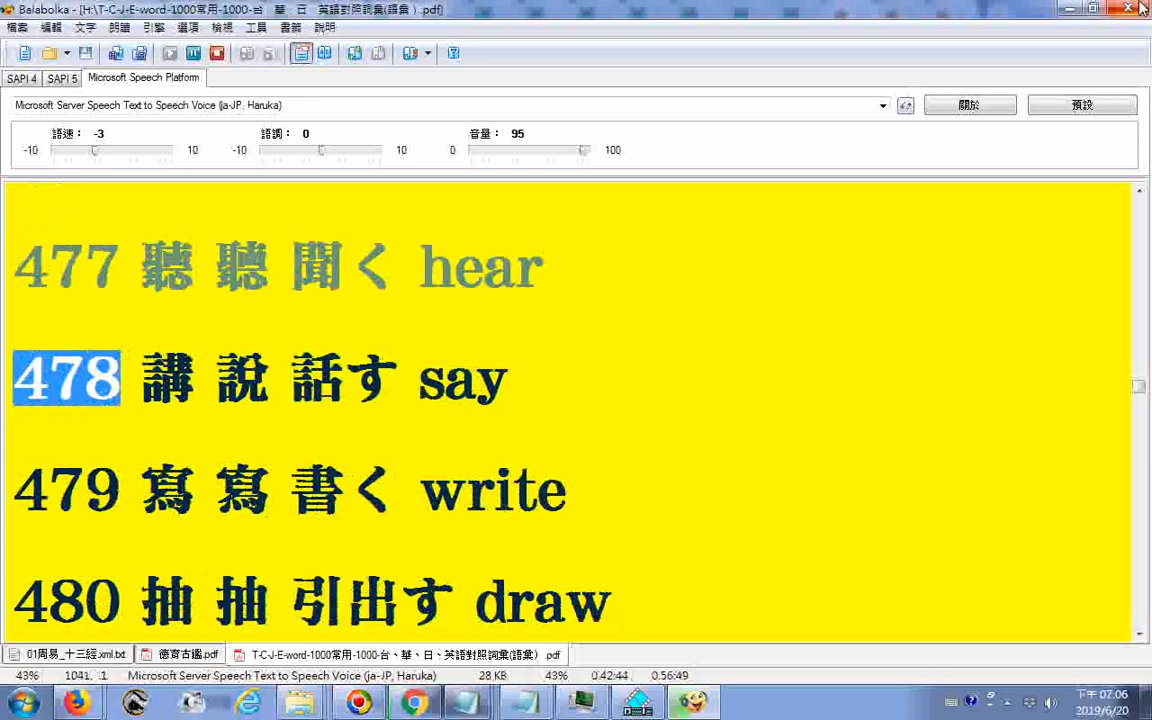 Balabolka - [H:\T-C-J-E-word-1000常用-1000-台、華、日、英語對照詞彙(語彙）.pdf]
檔案 編輯 文字 朗讀 引擎 選項 檢視 工具 書籤 說明
SAPI 4 SAPI 5 Microsoft Speech Platform
Microsoft Server Speech Text to Speech Voice (ja-JP, Haruka) 關於 預設
語速： -3 語調： 0 音量： 95
-10 10 -10 10 0 100
477 聽 聽 聞く hear
478 講 說 話す say
479 寫 寫 書く write
480 抽 抽 引出す draw
01周易_十三經.xml.txt 德育古鑑.pdf T-C-J-E-word-1000常用-1000-台、華、日、英語對照詞彙(語彙）.pdf
43% 1041: 1 Microsoft Server Speech Text to Speech Voice (ja-JP, Haruka) 28 KB 43% 0:42:44 0:56:49
下午 07:06
2019/6/20